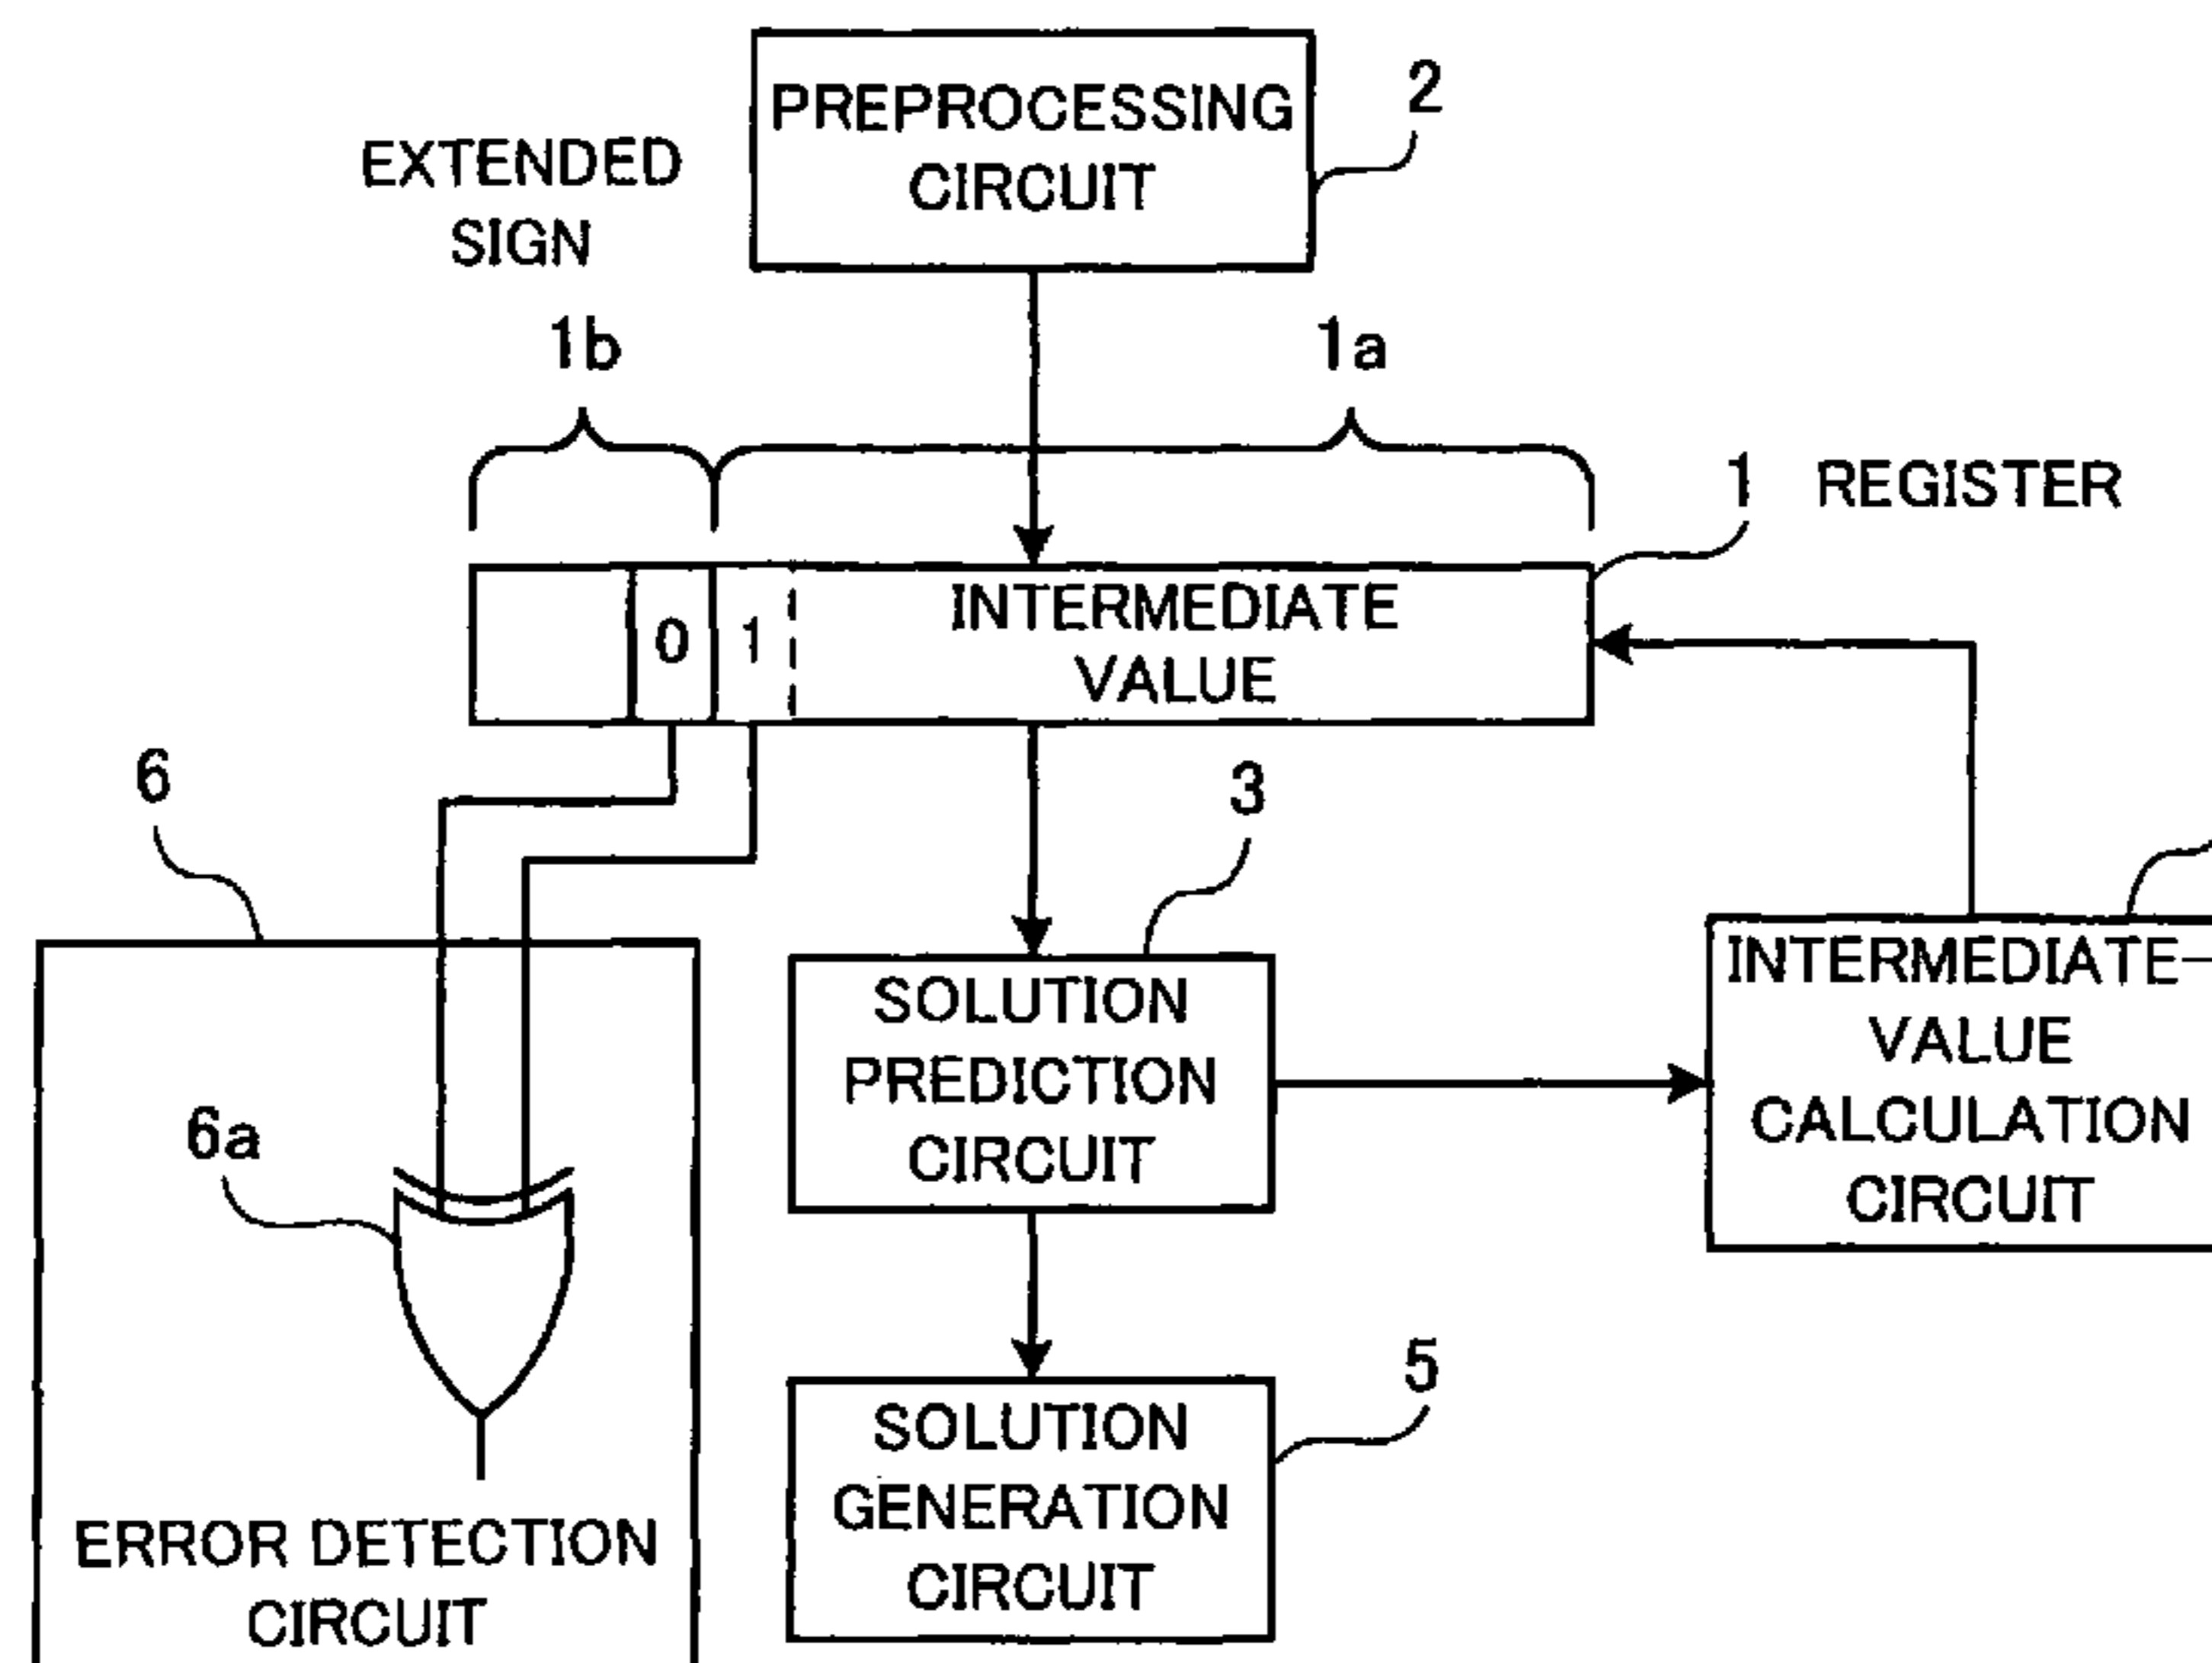 PREPROCESSING
CIRCUIT
2
EXTENDED
SIGN
1b
1a
1
REGISTER
0
1
INTERMEDIATE
VALUE
6
3
SOLUTION
PREDICTION
CIRCUIT
INTERMEDIATE-
VALUE
CALCULATION
CIRCUIT
6a
5
SOLUTION
GENERATION
CIRCUIT
ERROR DETECTION
CIRCUIT